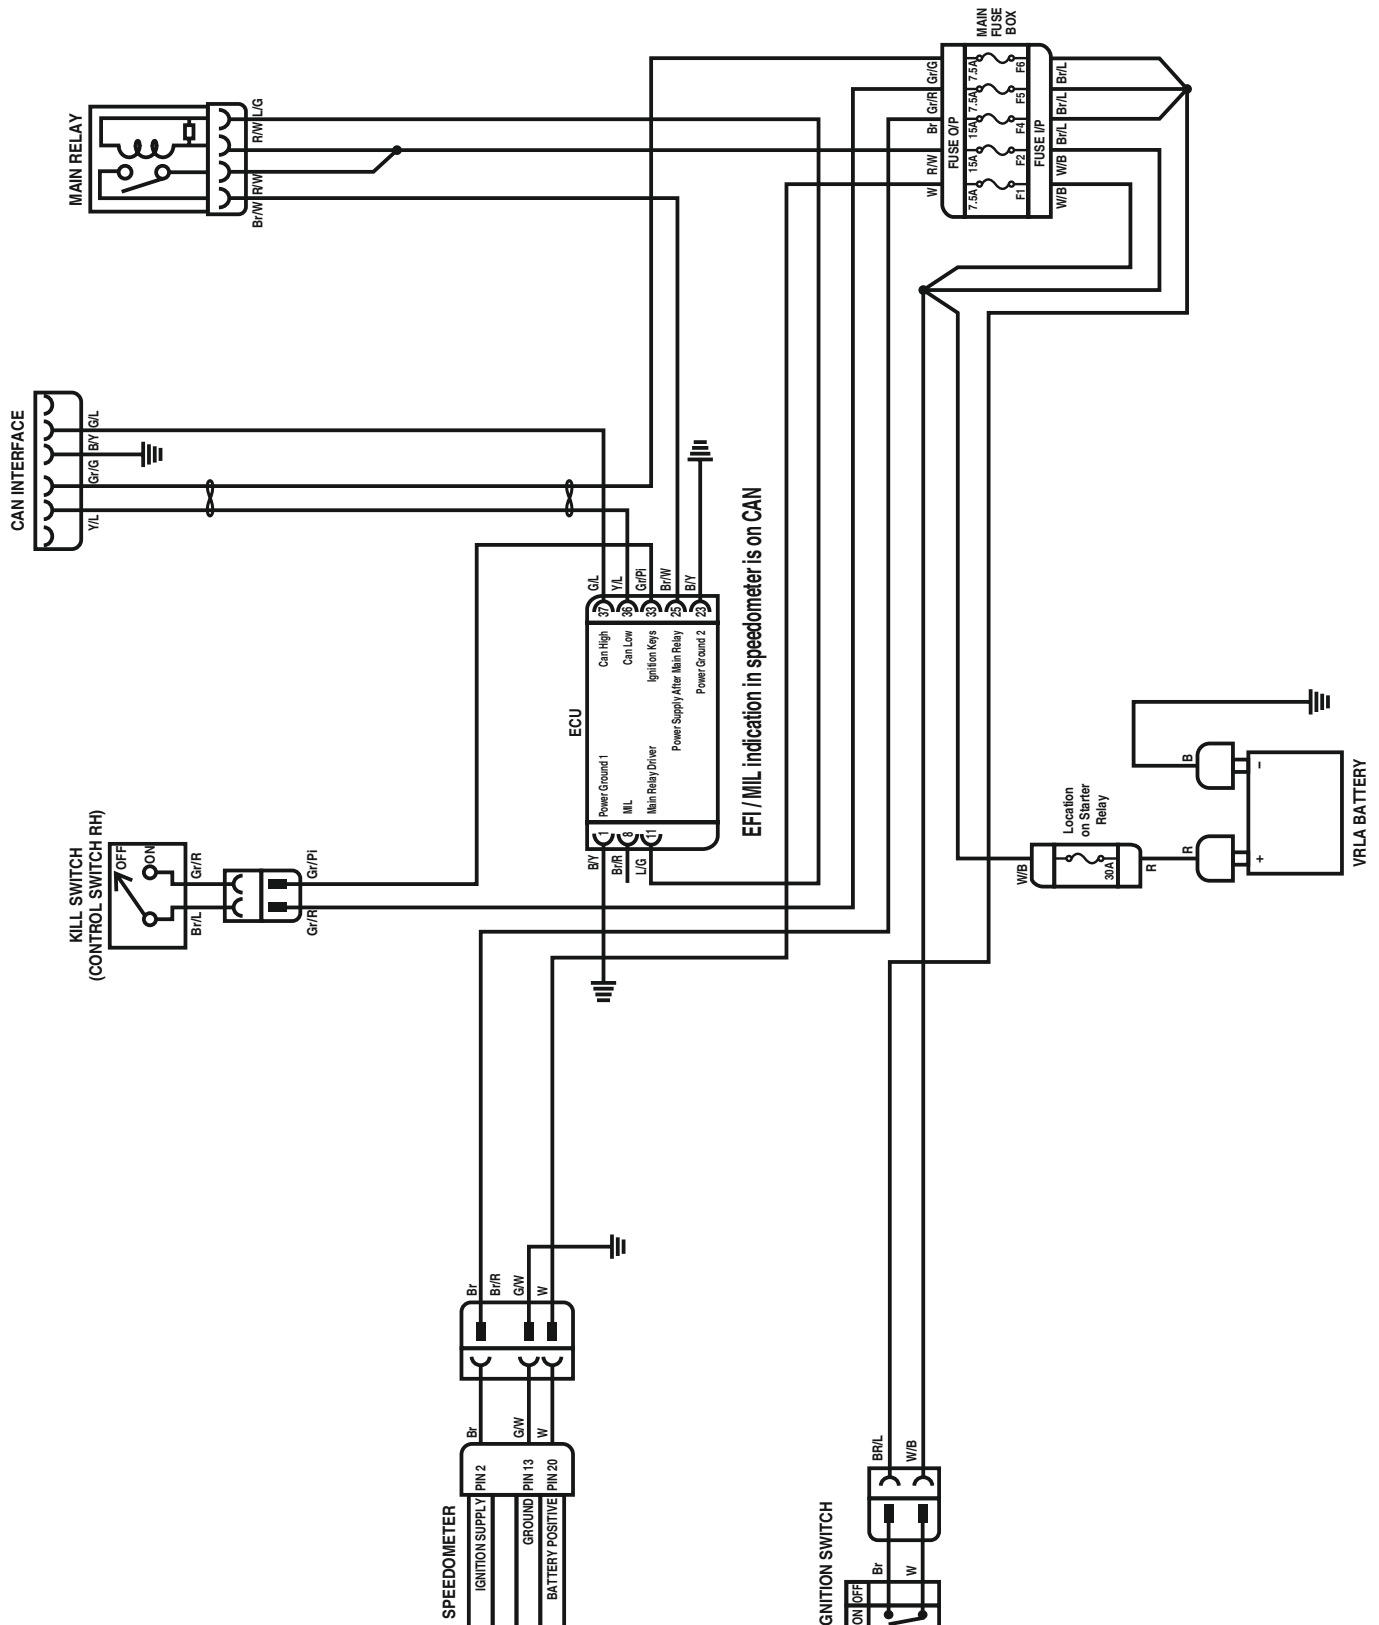 MAIN
FUSE
BOX
Gr/G
Gr/R
Br
R/W
W
FUSE O/P
7.5A
7.5A
15A
15A
7.5A
F6
F5
F4
F2
F1
FUSE I/P
Br/L
Br/L
Br/L
W/B
W/B
MAIN RELAY
L/G
R/W
R/W
Br/W
CAN INTERFACE
G/L
B/Y
Gr/G
Y/L
ECU
G/L
Y/L
Gr/Pi
Br/W
B/Y
37
36
33
25
23
Can High
Can Low
Ignition Keys
Power Supply After Main Relay
Power Ground 2
Power Ground 1
MIL
Main Relay Driver
1
8
11
B/Y
Br/R
L/G
EFI / MIL indication in speedometer is on CAN
KILL SWITCH
(CONTROL SWITCH RH)
OFF
ON
Gr/R
Br/L
Gr/Pi
Gr/R
Location
on Starter
Relay
W/B
30A
R
R
B
+
–
VRLA BATTERY
Br
Br/R
G/W
W
Br
G/W
W
PIN 2
PIN 13
PIN 20
SPEEDOMETER
IGNITION SUPPLY
GROUND
BATTERY POSITIVE
BR/L
W/B
GNITION SWITCH
Br
W
OFF
ON